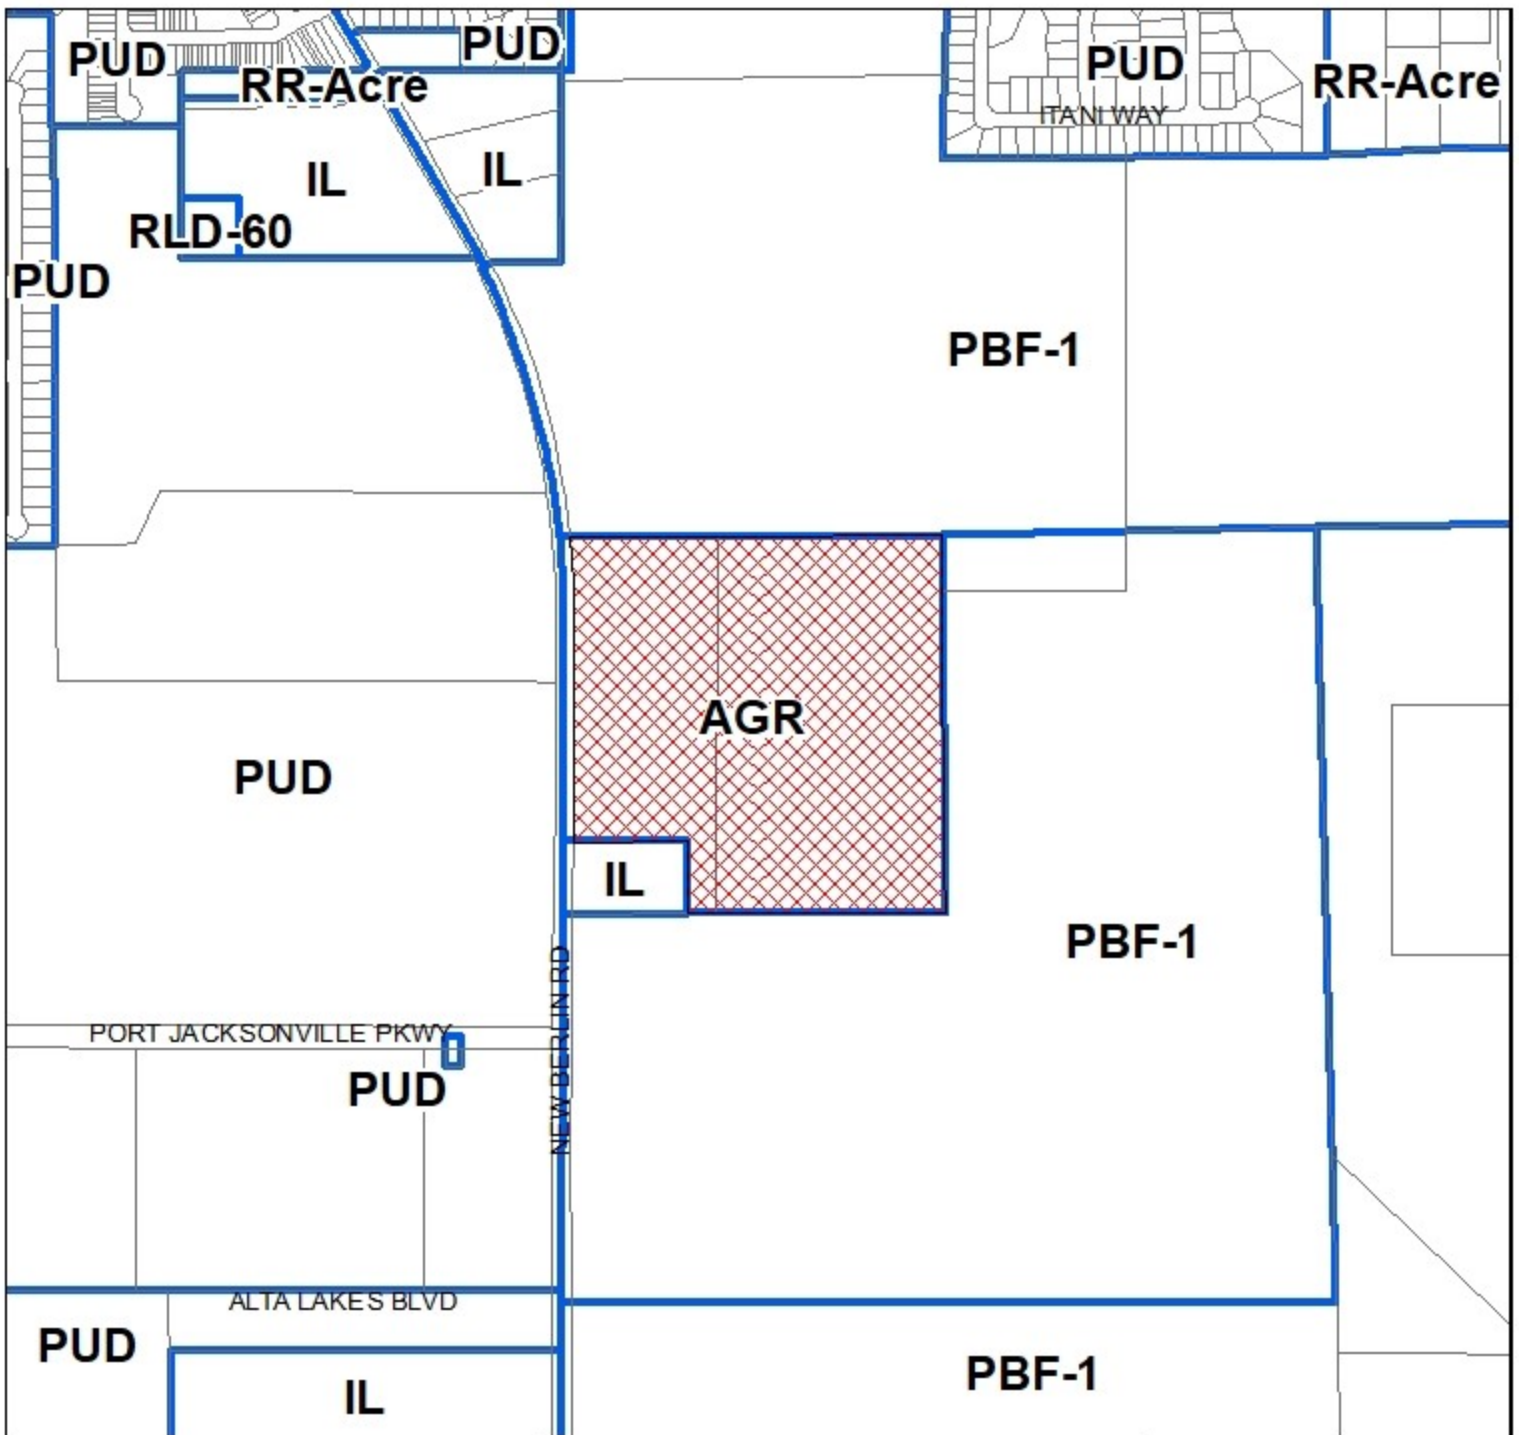 PUD
PUD
PUD
RR-Acre
RR-Acre
ITANI WAY
IL
IL
RLD-60
PUD
PBF-1
AGR
PUD
IL
PBF-1
NEW BERLIN RD
PORT JACKSONVILLE PKWY
PUD
ALTA LAKES BLVD
PUD
IL
PBF-1